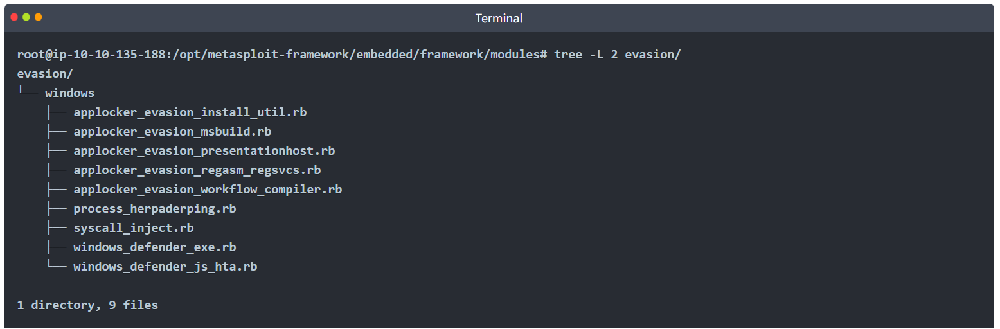 Terminal
root@ip-10-10-135-188:/opt/metasploit-framework/embedded/framework/modules# tree -L 2 evasion/
evasion/
└── windows
    ├── applocker_evasion_install_util.rb
    ├── applocker_evasion_msbuild.rb
    ├── applocker_evasion_presentationhost.rb
    ├── applocker_evasion_regasm_regsvcs.rb
    ├── applocker_evasion_workflow_compiler.rb
    ├── process_herpaderping.rb
    ├── syscall_inject.rb
    ├── windows_defender_exe.rb
    └── windows_defender_js_hta.rb
1 directory, 9 files